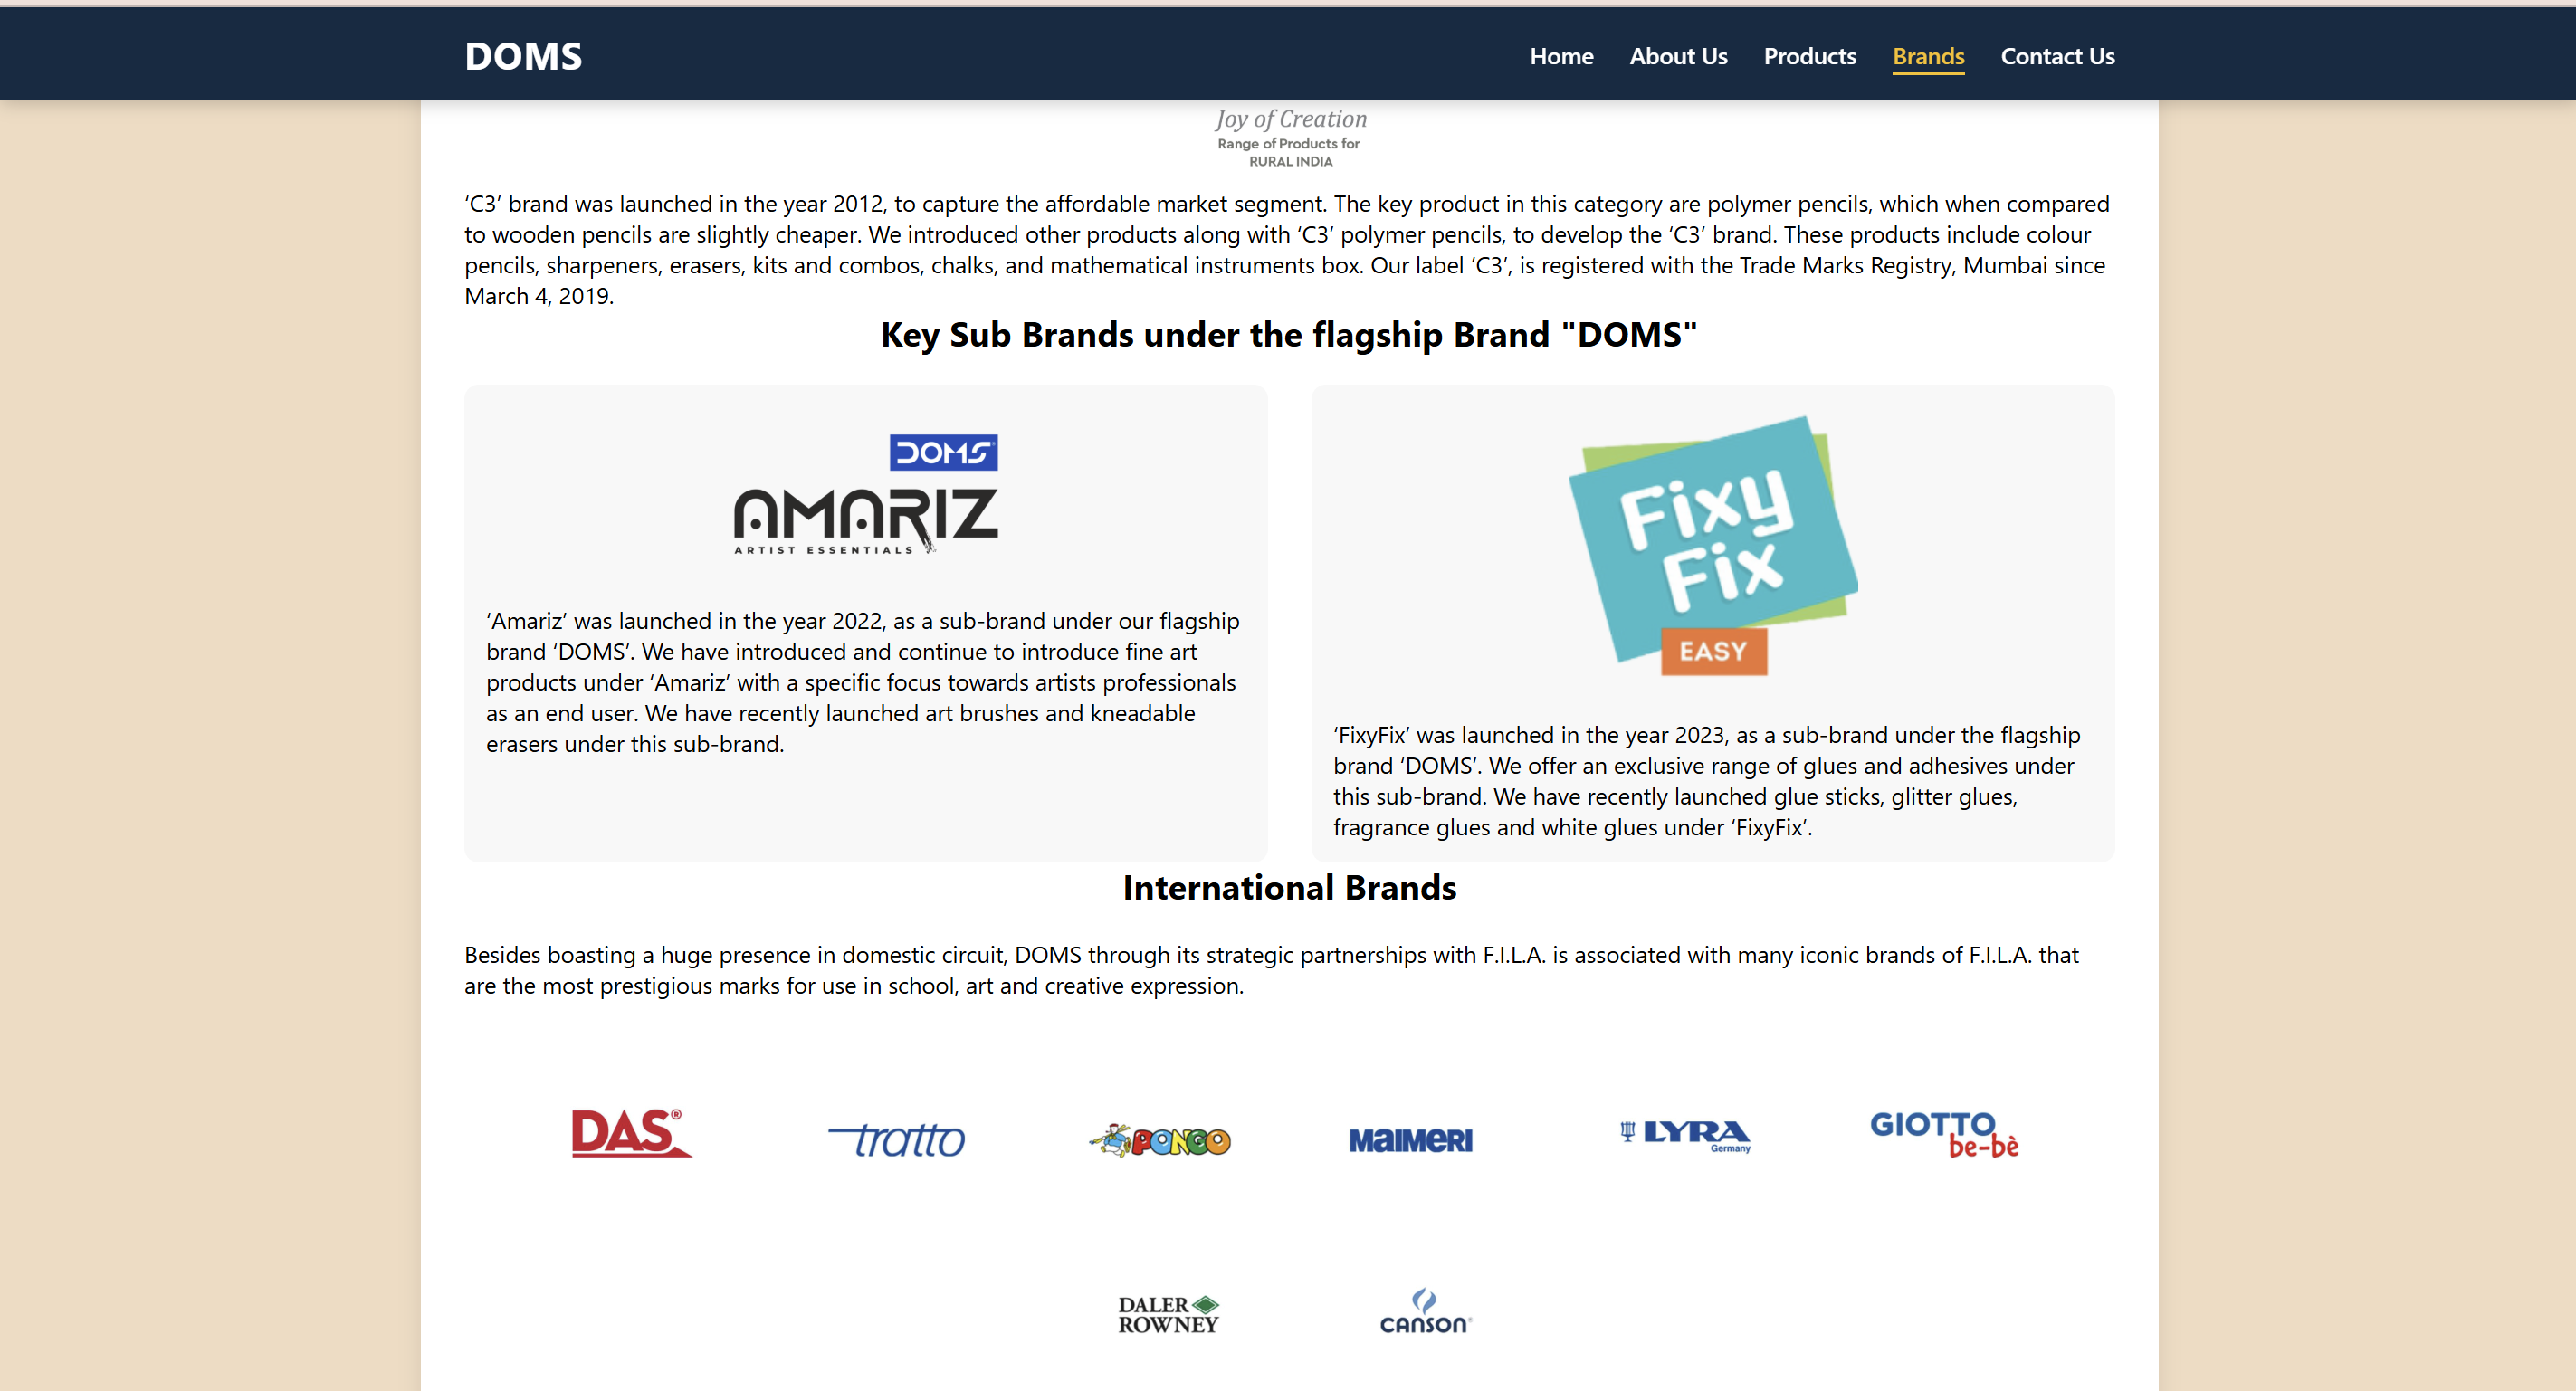 DOMS
Home About Us Products Brands Contact Us
Joy of Creation
Range of Products for
RURAL INDIA
‘C3’ brand was launched in the year 2012, to capture the affordable market segment. The key product in this category are polymer pencils, which when compared
to wooden pencils are slightly cheaper. We introduced other products along with ‘C3’ polymer pencils, to develop the ‘C3’ brand. These products include colour
pencils, sharpeners, erasers, kits and combos, chalks, and mathematical instruments box. Our label ‘C3’, is registered with the Trade Marks Registry, Mumbai since
March 4, 2019.
Key Sub Brands under the flagship Brand "DOMS"
DOMS
AMARIZ
ARTIST ESSENTIALS
‘Amariz’ was launched in the year 2022, as a sub-brand under our flagship
brand ‘DOMS’. We have introduced and continue to introduce fine art
products under ‘Amariz’ with a specific focus towards artists professionals
as an end user. We have recently launched art brushes and kneadable
erasers under this sub-brand.
Fixy
Fix
EASY
‘FixyFix’ was launched in the year 2023, as a sub-brand under the flagship
brand ‘DOMS’. We offer an exclusive range of glues and adhesives under
this sub-brand. We have recently launched glue sticks, glitter glues,
fragrance glues and white glues under ‘FixyFix’.
International Brands
Besides boasting a huge presence in domestic circuit, DOMS through its strategic partnerships with F.I.L.A. is associated with many iconic brands of F.I.L.A. that
are the most prestigious marks for use in school, art and creative expression.
DAS®
tratto
PONGO
MAIMERI
LYRA
Germany
GIOTTO
be-bè
DALER
ROWNEY
CANSON®